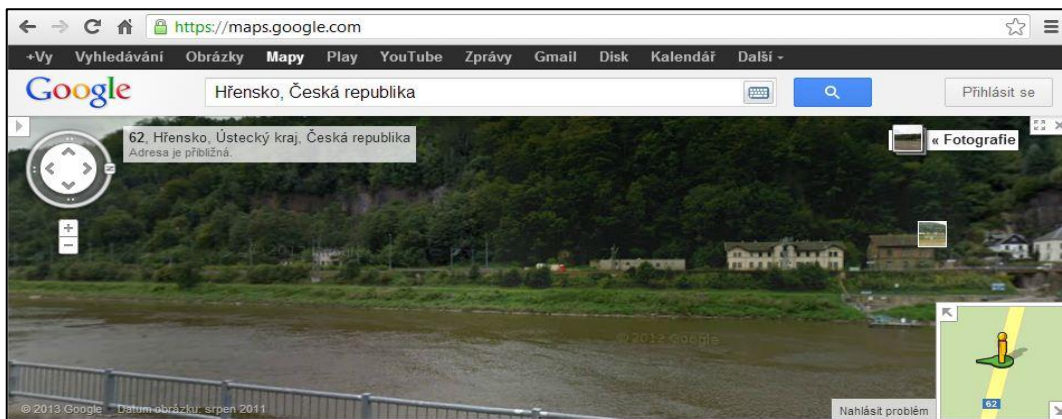 https://maps.google.com
+Vy Vyhledávání Obrázky Mapy Play YouTube Zprávy Gmail Disk Kalendář Další
Google Hřensko, Česká republika Přihlásit se
62, Hřensko, Ústecký kraj, Česká republika
Adresa je přibližná.
« Fotografie
© 2012 Google
62
© 2013 Google Datum obrázku: srpen 2011
Nahlásit problém